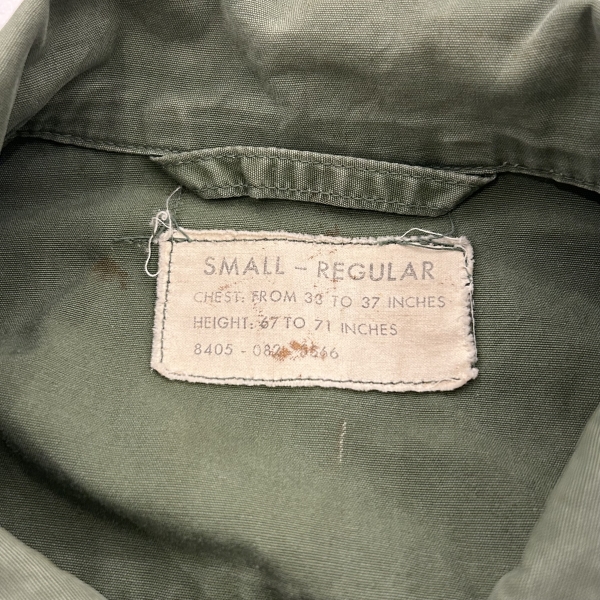 SMALL - REGULAR
CHEST: FROM 33 TO 37 INCHES
HEIGHT: 67 TO 71 INCHES
8405 -